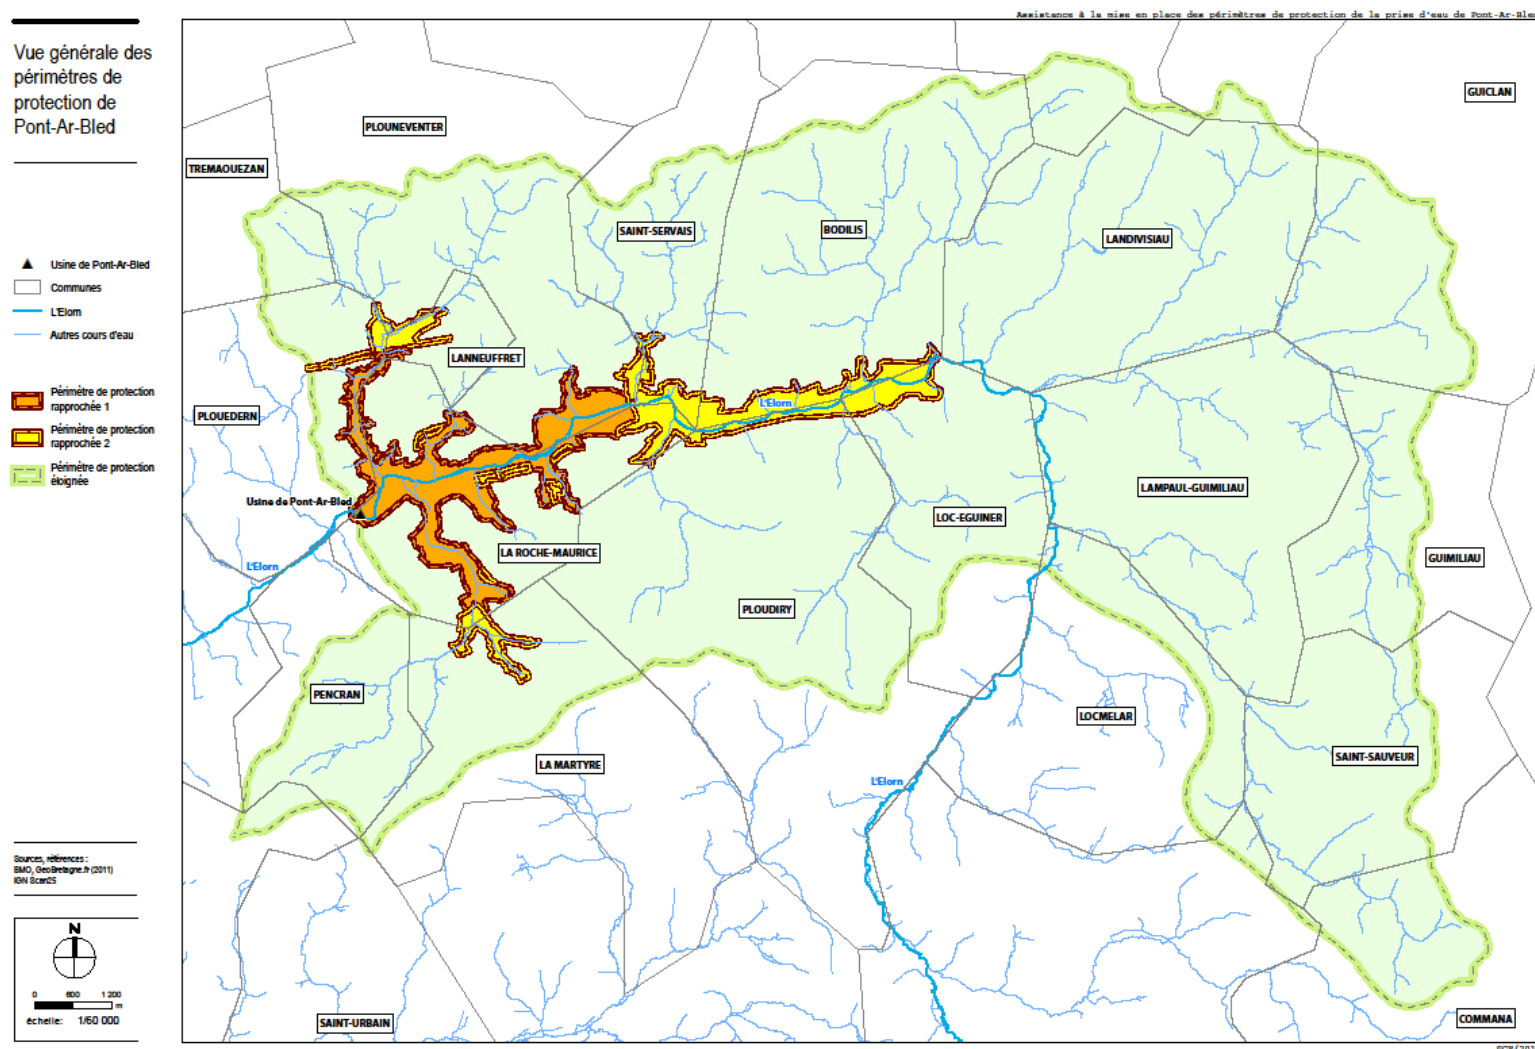 Assistance à la mise en place des périmètres de protection de la prise d'eau de Pont-Ar-Bled
Vue générale des
périmètres de
protection de
Pont-Ar-Bled
Usine de Pont-Ar-Bled
Communes
L'Elorn
Autres cours d'eau
Périmètre de protection
rapprochée 1
Périmètre de protection
rapprochée 2
Périmètre de protection
éloignée
Sources, références :
BMO, GeoBretagne.fr (2011)
IGN Scan25
N
0 600 1 200
m
échelle: 1/60 000
GUICLAN
PLOUNEVENTER
TREMAOUEZAN
SAINT-SERVAIS
BODILIS
LANDIVISIAU
LANNEUFFRET
PLOUEDERN
L'Elorn
LAMPAUL-GUIMILIAU
Usine de Pont-Ar-Bled
LOC-EGUINER
LA ROCHE-MAURICE
GUIMILIAU
L'Elorn
PLOUDIRY
PENCRAN
LOCMELAR
SAINT-SAUVEUR
LA MARTYRE
L'Elorn
SAINT-URBAIN
COMMANA